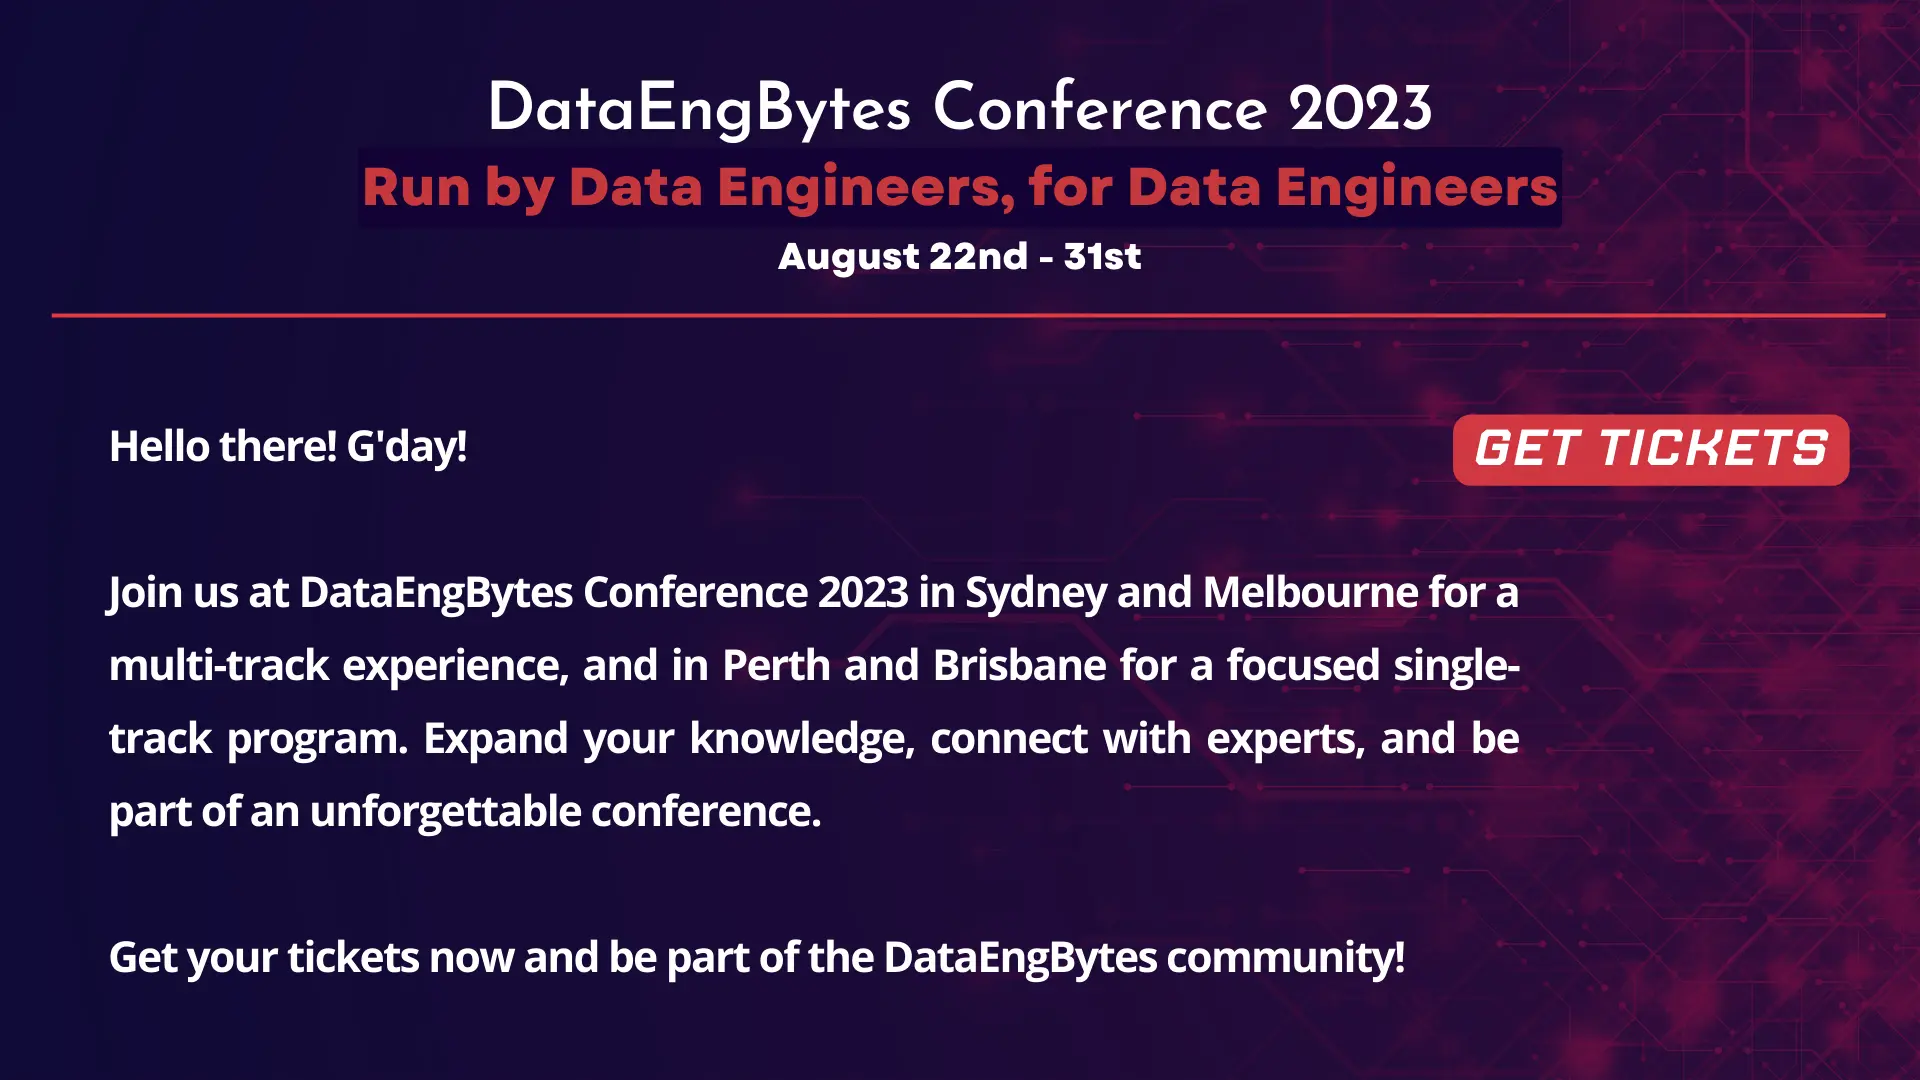 DataEngBytes Conference 2023
Run by Data Engineers, for Data Engineers
August 22nd - 31st
Hello there! G'day!
GET TICKETS
Join us at DataEngBytes Conference 2023 in Sydney and Melbourne for a
multi-track experience, and in Perth and Brisbane for a focused single-
track program. Expand your knowledge, connect with experts, and be
part of an unforgettable conference.
Get your tickets now and be part of the DataEngBytes community!